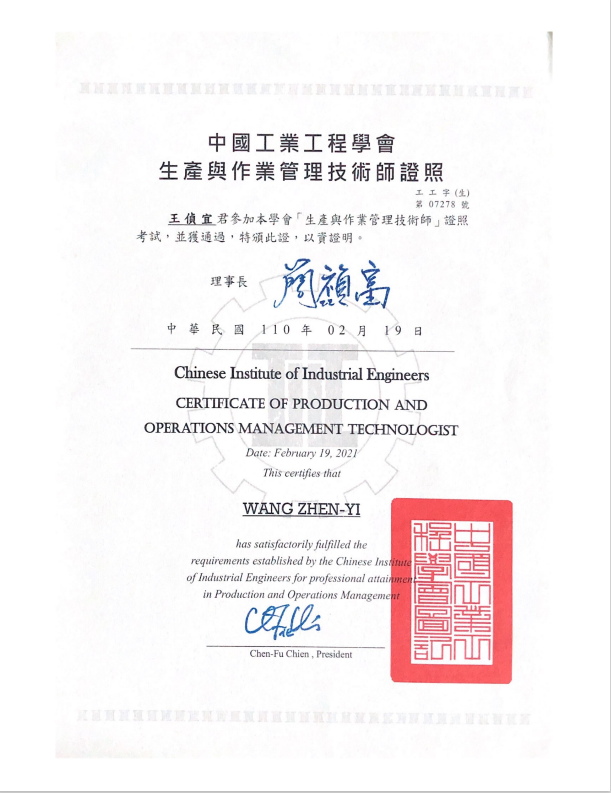 中國工業工程學會
生產與作業管理技術師證照
工工字(生)
第 07278 號
王偵宜君參加本學會「生產與作業管理技術師」證照
考試，並獲通過，特頒此證，以資證明。
理事長 簡禎富
中華民國 110 年 02 月 19 日
Chinese Institute of Industrial Engineers
CERTIFICATE OF PRODUCTION AND
OPERATIONS MANAGEMENT TECHNOLOGIST
Date: February 19, 2021
This certifies that
WANG ZHEN-YI
has satisfactorily fulfilled the
requirements established by the Chinese Institute
of Industrial Engineers for professional attainment
in Production and Operations Management
Chen-Fu Chien , President
中國工業工程學會圖記